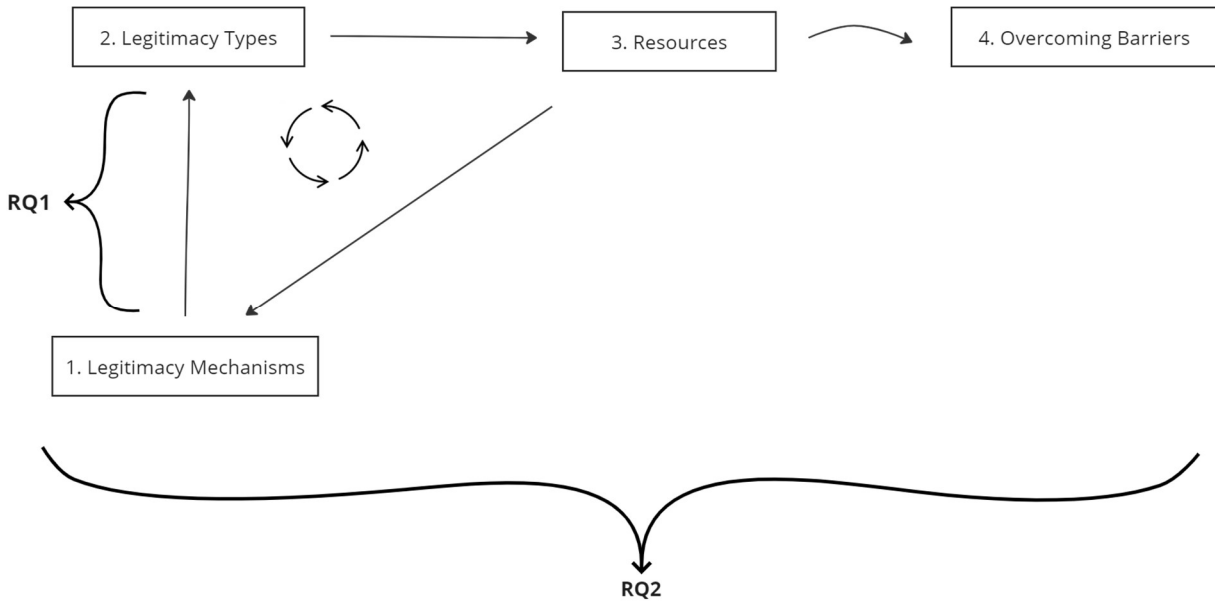 2. Legitimacy Types
3. Resources
4. Overcoming Barriers
RQ1
1. Legitimacy Mechanisms
RQ2